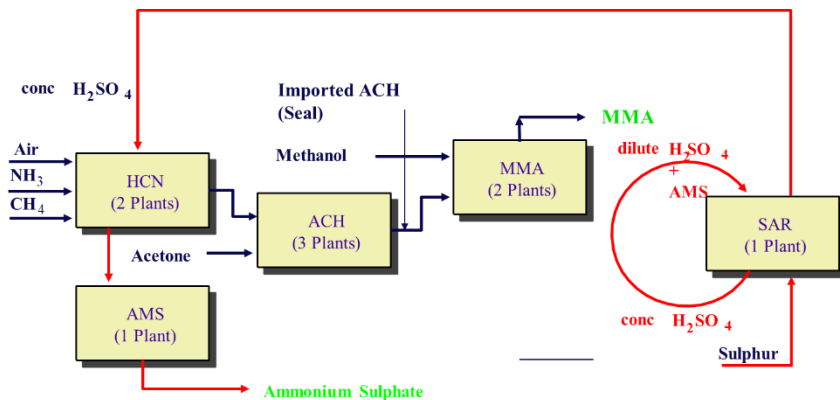 conc H₂SO₄
Imported ACH
(Seal)
MMA
Air
NH₃
CH₄
HCN
(2 Plants)
Methanol
MMA
(2 Plants)
dilute H₂SO₄
+
AMS
ACH
(3 Plants)
Acetone
SAR
(1 Plant)
AMS
(1 Plant)
conc H₂SO₄
Sulphur
Ammonium Sulphate